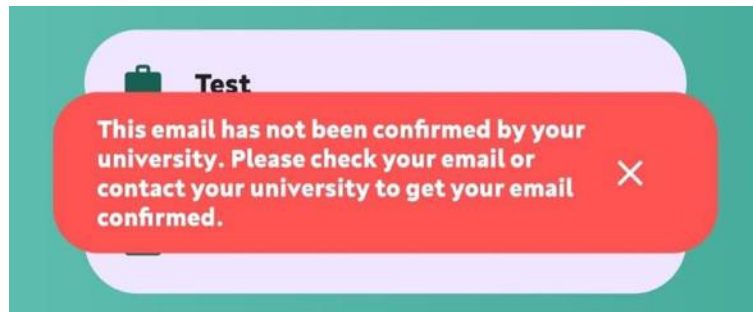 Test
This email has not been confirmed by your
university. Please check your email or
contact your university to get your email
confirmed.